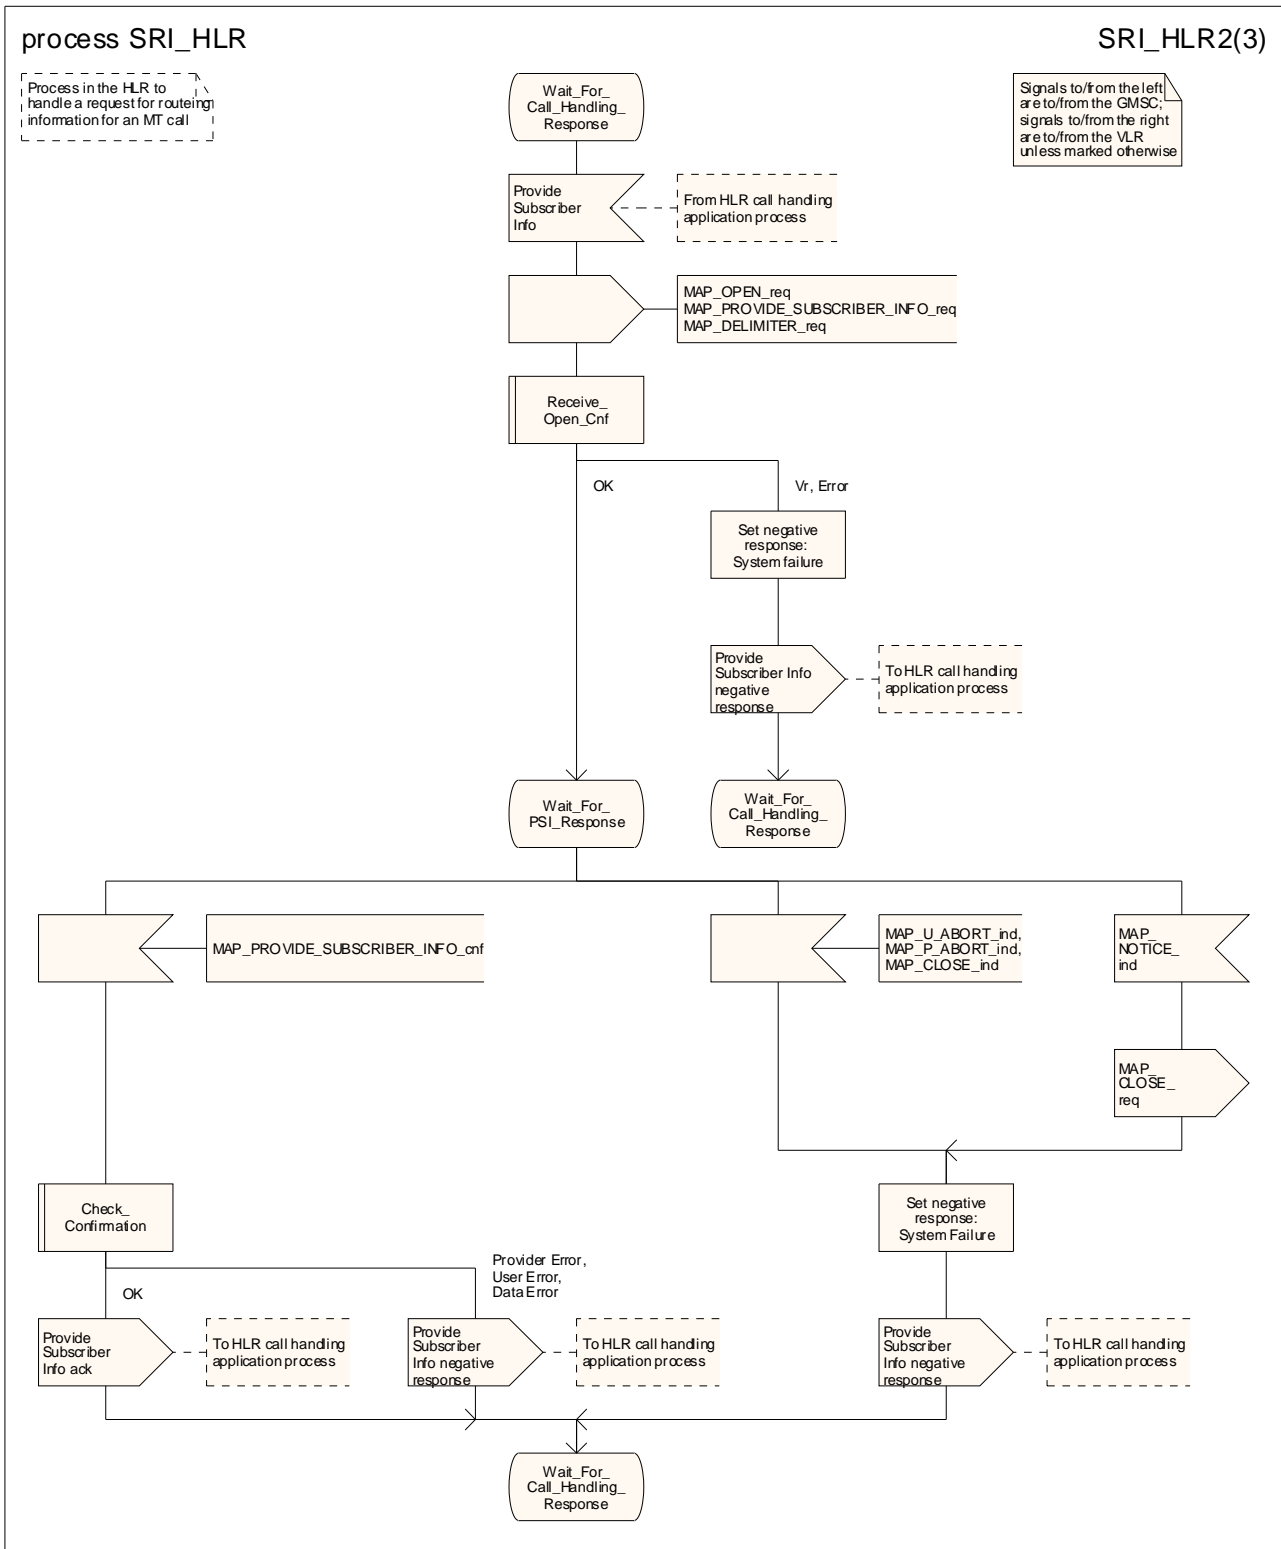 process SRI_HLR
SRI_HLR2(3)
Process in the HLR to
handle a request for routeing
information for an MT call
Signals to/from the left
are to/from the GMSC;
signals to/from the right
are to/from the VLR
unless marked otherwise
Wait_For_
Call_Handling_
Response
Provide
Subscriber
Info
From HLR call handling
application process
MAP_OPEN_req
MAP_PROVIDE_SUBSCRIBER_INFO_req
MAP_DELIMITER_req
Receive_
Open_Cnf
OK
Vr, Error
Set negative
response:
System failure
Provide
Subscriber Info
negative
response
To HLR call handling
application process
Wait_For_
PSI_Response
Wait_For_
Call_Handling_
Response
MAP_PROVIDE_SUBSCRIBER_INFO_cnf
MAP_U_ABORT_ind,
MAP_P_ABORT_ind,
MAP_CLOSE_ind
MAP_
NOTICE_
ind
MAP_
CLOSE_
req
Check_
Confirmation
Set negative
response:
System Failure
OK
Provider Error,
User Error,
Data Error
Provide
Subscriber
Info ack
To HLR call handling
application process
Provide
Subscriber
Info negative
response
To HLR call handling
application process
Provide
Subscriber
Info negative
response
To HLR call handling
application process
Wait_For_
Call_Handling_
Response